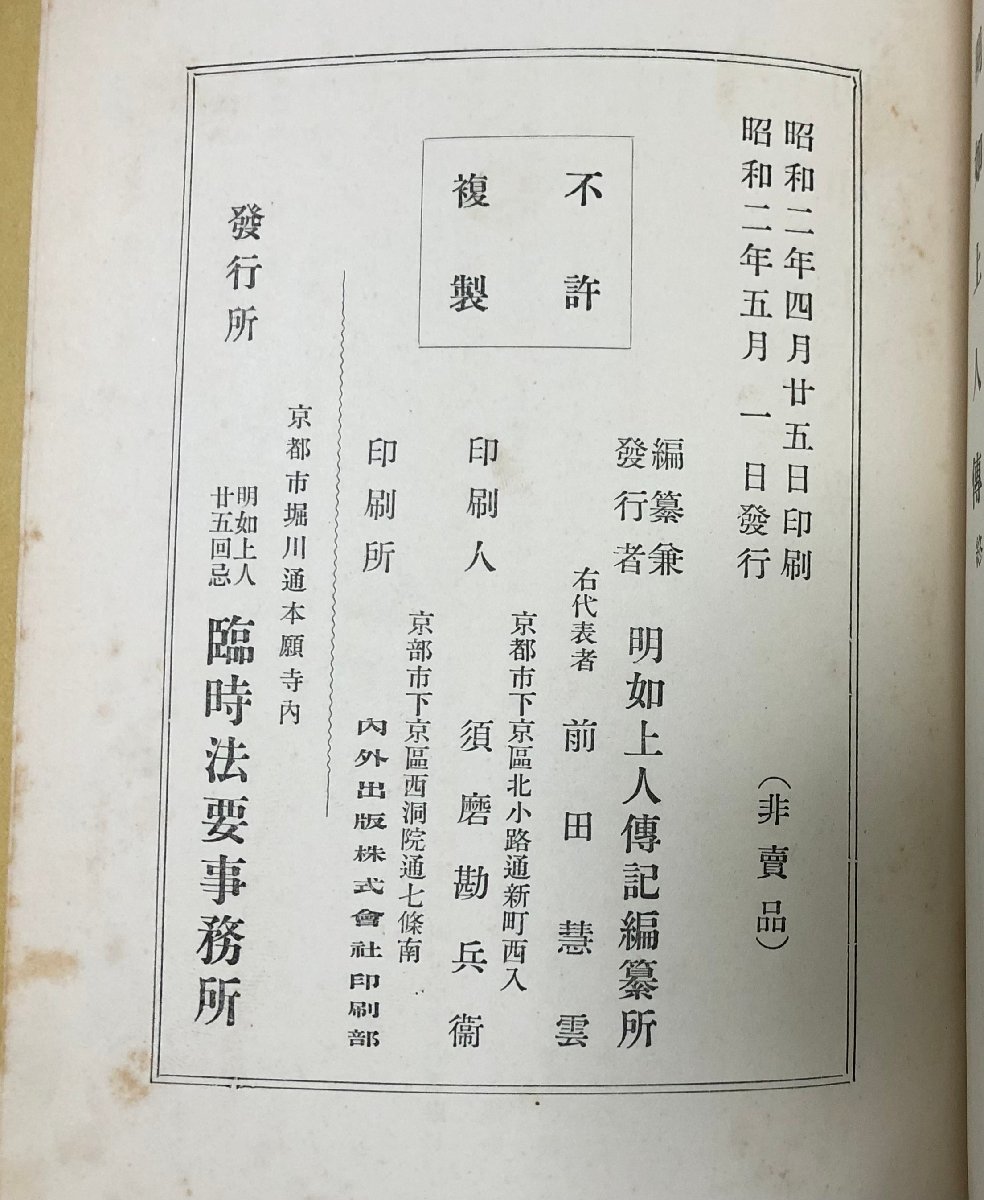 昭和二年四月廿五日印刷
昭和二年五月一日發行
(非賣品)
不許
複製
編纂兼
發行者
明如上人傳記編纂所
右代表者
前田慧雲
京都市下京區北小路通新町西入
印刷人
須磨勘兵衞
京部市下京區西洞院通七條南
印刷所
內外出版株式會社印刷部
京都市堀川通本願寺內
發行所
明如上人
廿五回忌
臨時法要事務所
上人傳